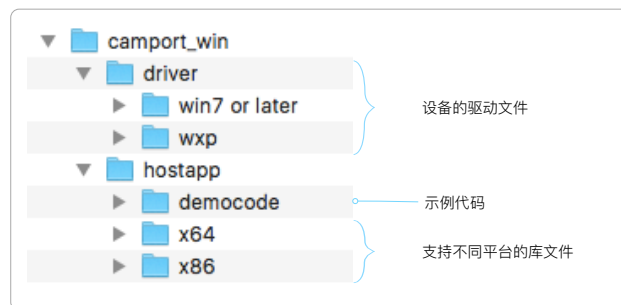 camport_win
driver
win7 or later
设备的驱动文件
wxp
hostapp
democode
示例代码
x64
支持不同平台的库文件
x86